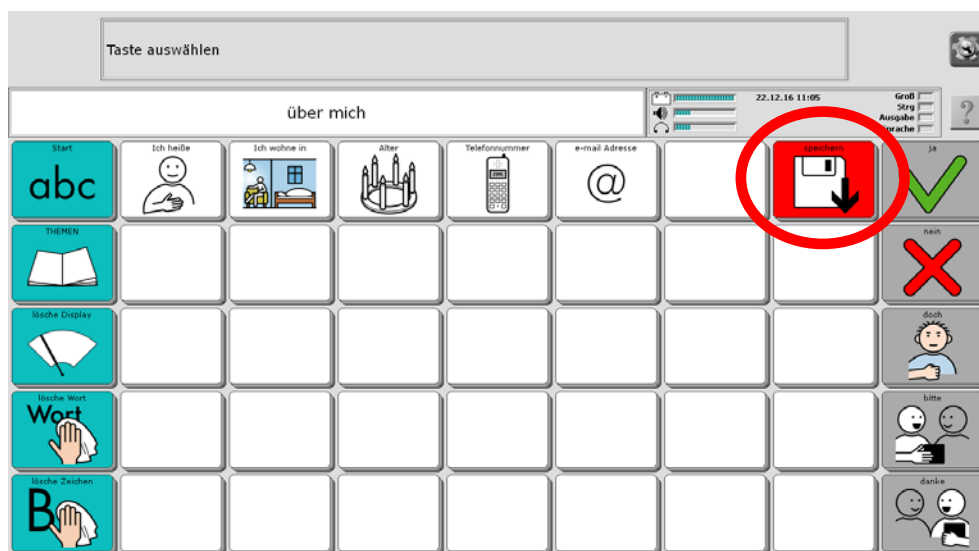 Taste auswählen
über mich
22.12.16 11:05
Groß
Strg
Ausgabe
Sprache
?
Start
abc
Ich heiße
Ich wohne in
Alter
Telefonnummer
e-mail Adresse
@
speichern
ja
THEMEN
nein
lösche Display
doch
lösche Wort
Wort
bitte
lösche Zeichen
B
danke